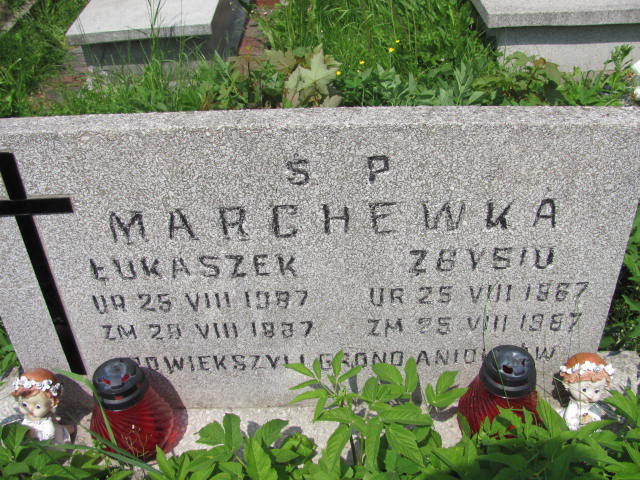 Ś P
MARCHEWKA
ŁUKASZEK
UR 25 VIII 1987
ZM 29 VIII 1987
ZBYSIU
UR 25 VIII 1987
ZM 25 VIII 1987
POWIEKSZYLI GRONO ANIOŁKÓW